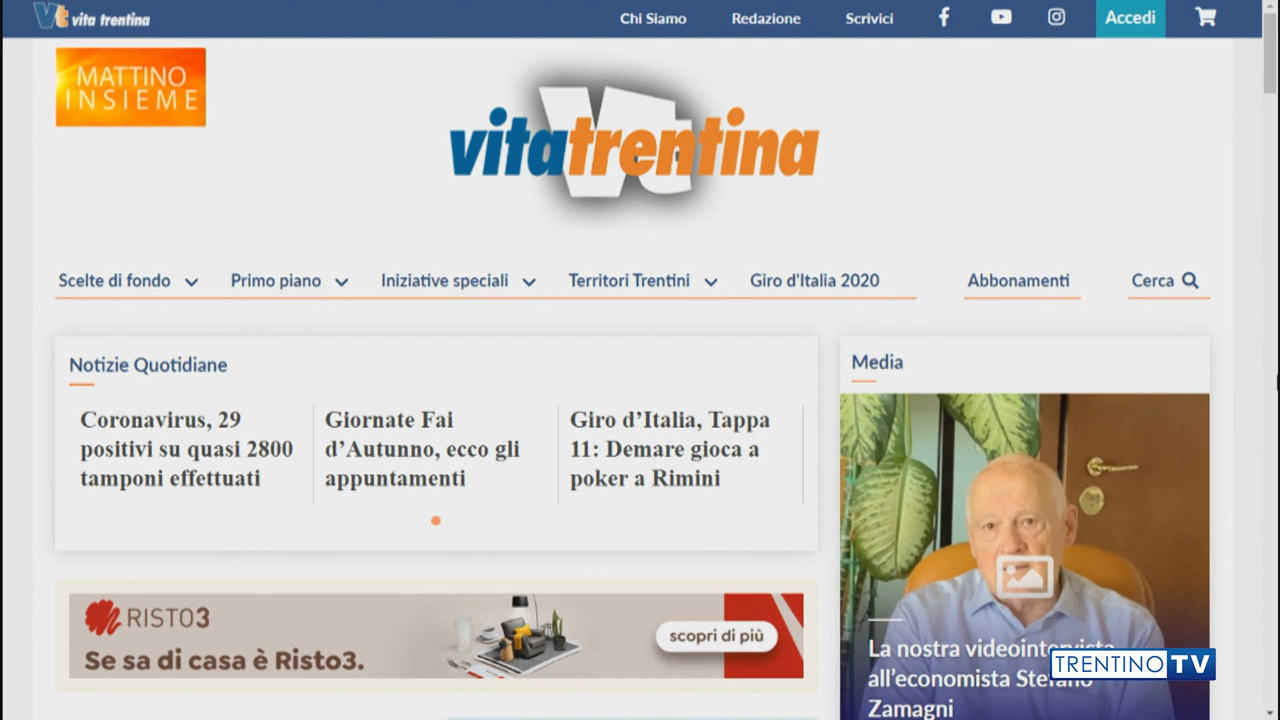 Vt vita trentina
Chi Siamo
Redazione
Scrivici
Accedi
MATTINO
INSIEME
Vt
vitatrentina
Scelte di fondo
Primo piano
Iniziative speciali
Territori Trentini
Giro d'Italia 2020
Abbonamenti
Cerca
Notizie Quotidiane
Coronavirus, 29
positivi su quasi 2800
tamponi effettuati
Giornate Fai
d’Autunno, ecco gli
appuntamenti
Giro d’Italia, Tappa
11: Demare gioca a
poker a Rimini
Media
La nostra videointervista
all’economista Stefano
Zamagni
RISTO3
Se sa di casa è Risto3.
scopri di più
TRENTINO TV